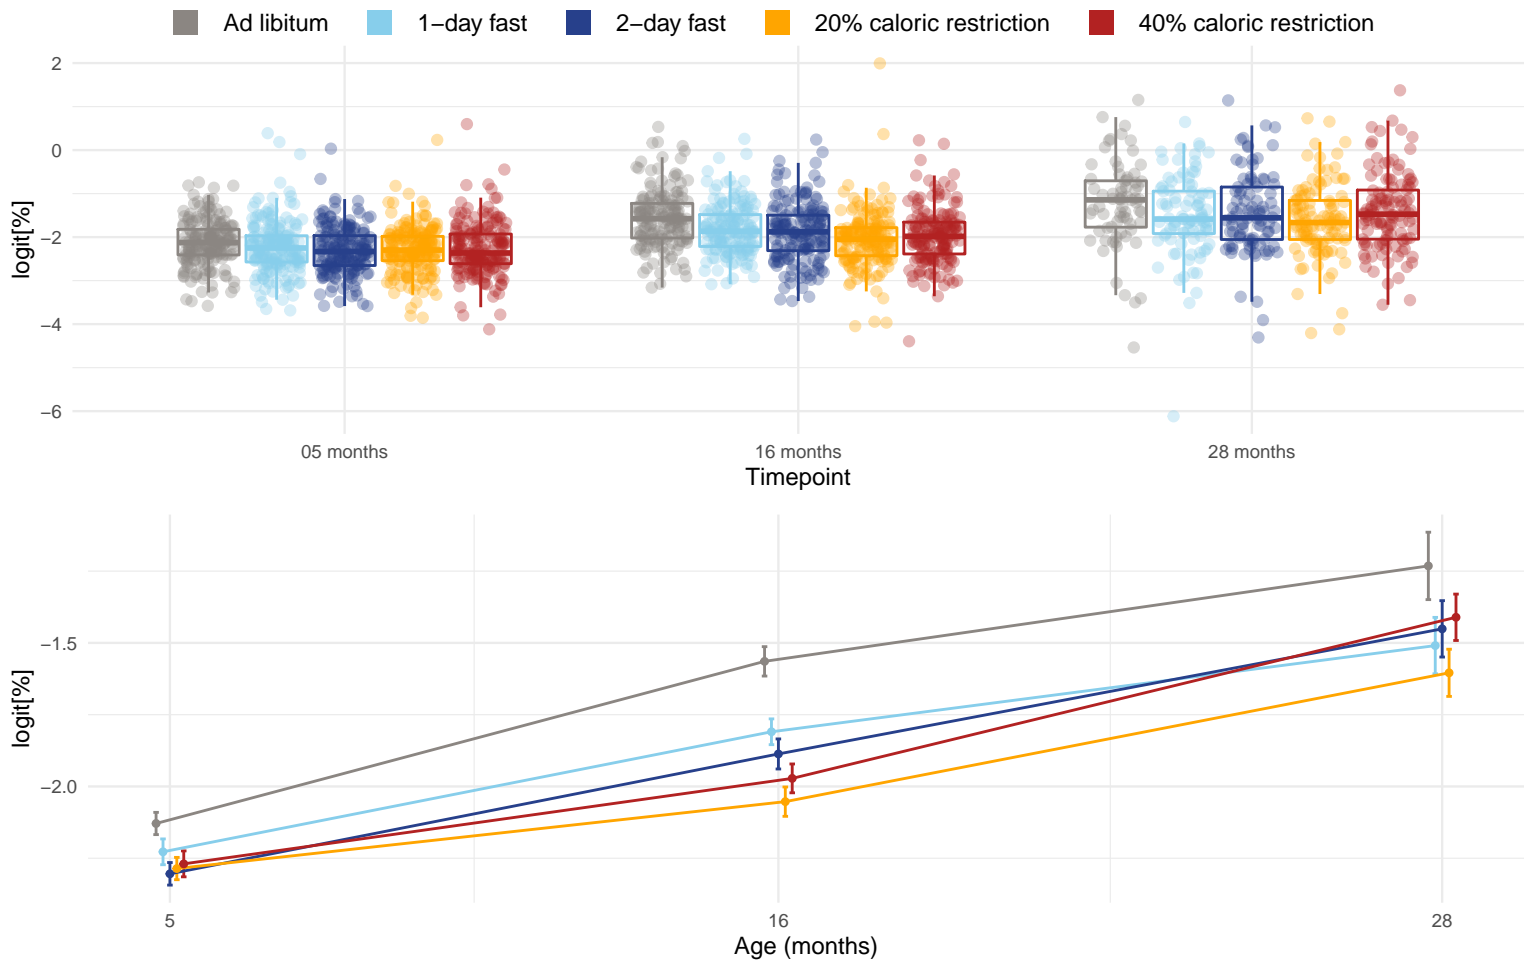 Ad libitum 1−day fast 2−day fast 20% caloric restriction 40% caloric restriction
2
0
−2
−4
−6
logit[%]
05 months 16 months 28 months
Timepoint
−1.5
−2.0
logit[%]
5 16 28
Age (months)